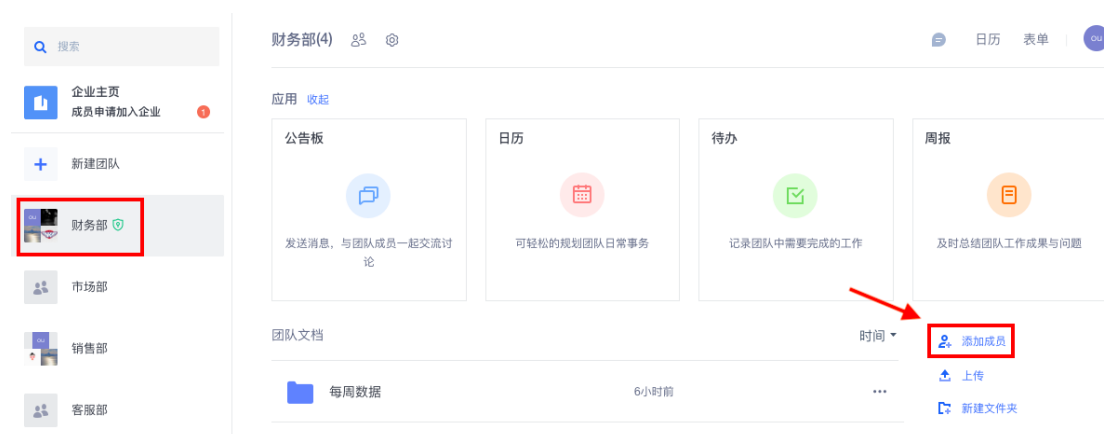 搜索
企业主页
成员申请加入企业
1
新建团队
财务部
市场部
销售部
客服部
财务部(4)
日历
表单
OU
应用 收起
公告板
发送消息，与团队成员一起交流讨
论
日历
可轻松的规划团队日常事务
待办
记录团队中需要完成的工作
周报
及时总结团队工作成果与问题
团队文档
时间
每周数据
6小时前
添加成员
上传
新建文件夹